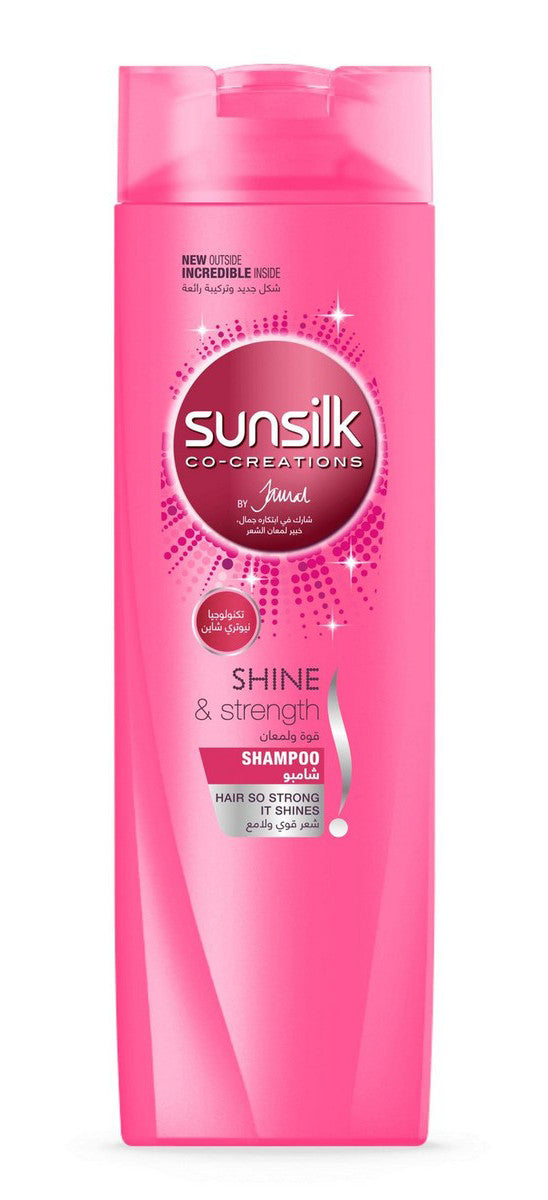 NEW OUTSIDE
INCREDIBLE INSIDE
شكل جديد وتركيبة رائعة
sunsilk
CO-CREATIONS
BY Jamal
شارك في ابتكاره جمال،
خبير لمعان الشعر
تكنولوجيا
نيوتري شاين
SHINE
& strength
قوة ولمعان
SHAMPOO
شامبو
HAIR SO STRONG
IT SHINES
شعر قوي ولامع